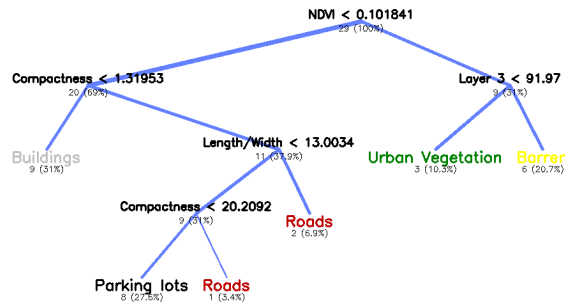 NDVI < 0.101841
29 (100%)
Compactness < 1.31953
20 (69%)
Layer 3 < 91.97
9 (31%)
Buildings
9 (31%)
Length/Width < 13.0034
11 (37.9%)
Urban Vegetation
3 (10.3%)
Barrer
6 (20.7%)
Compactness < 20.2092
9 (31%)
Roads
2 (6.9%)
Parking lots
8 (27.6%)
Roads
1 (3.4%)